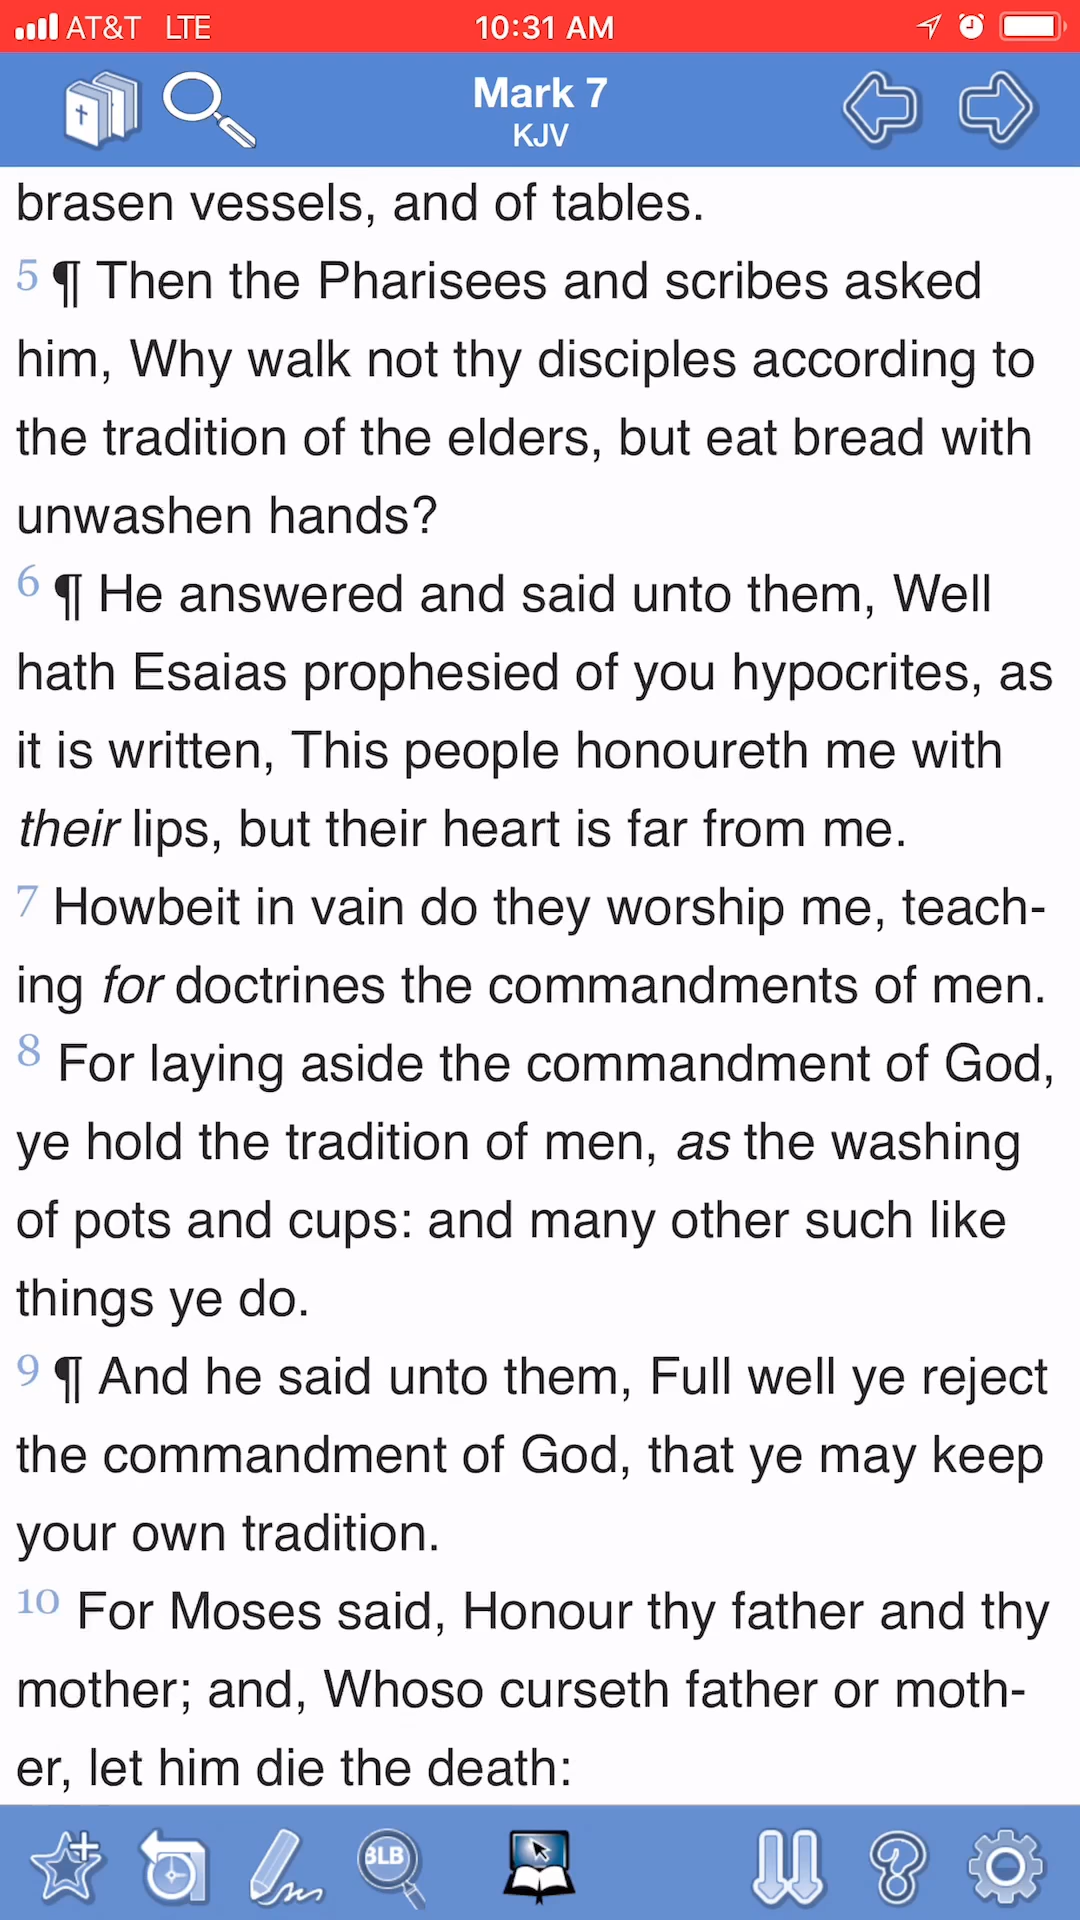 AT&T LTE 10:31 AM
Mark 7
KJV
brasen vessels, and of tables.
5 ¶ Then the Pharisees and scribes asked
him, Why walk not thy disciples according to
the tradition of the elders, but eat bread with
unwashen hands?
6 ¶ He answered and said unto them, Well
hath Esaias prophesied of you hypocrites, as
it is written, This people honoureth me with
their lips, but their heart is far from me.
7 Howbeit in vain do they worship me, teach-
ing for doctrines the commandments of men.
8 For laying aside the commandment of God,
ye hold the tradition of men, as the washing
of pots and cups: and many other such like
things ye do.
9 ¶ And he said unto them, Full well ye reject
the commandment of God, that ye may keep
your own tradition.
10 For Moses said, Honour thy father and thy
mother; and, Whoso curseth father or moth-
er, let him die the death:
BLB